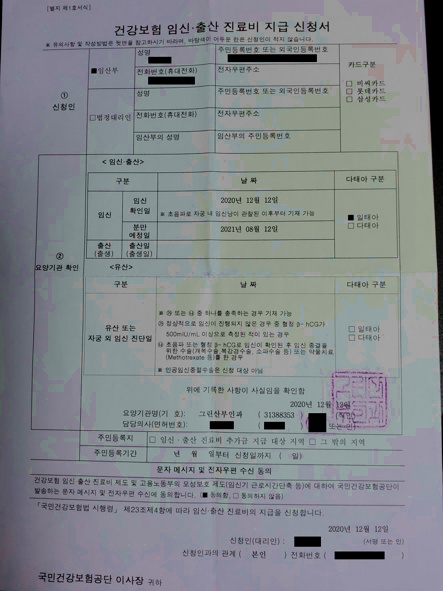 [별지 제1호서식]
건강보험 임신·출산 진료비 지급 신청서
※ 유의사항 및 작성방법은 뒷면을 참고하시기 바라며, 바탕색이 어두운 란은 신청인이 적지 않습니다.
① 신청인
■임산부
성명
주민등록번호 또는 외국인등록번호
카드구분
전화번호(휴대전화)
전자우편주소
□ 비씨카드
□ 롯데카드
□ 삼성카드
□법정대리인
성명
주민등록번호 또는 외국인등록번호
전화번호(휴대전화)
전자우편주소
임산부의 성명
임산부의 주민등록번호
② 요양기관 확인
< 임신·출산>
구분
날 짜
다태아 구분
임신
임신 확인일
2020년 12월 12일
※ 초음파로 자궁 내 임신낭이 관찰된 이후부터 기재 가능
분만 예정일
2021년 08월 12일
■ 일태아
□ 다태아
출산 (출생)
출산일 (출생일)
<유산>
구분
날 짜
다태아 구분
유산 또는
자궁 외 임신 진단일
※ ㉮ 또는 ㉯ 중 하나를 충족하는 경우 기재 가능
㉮ 정상적으로 임신이 진행되지 않은 경우 중 혈장 β- hCG가
500mIU/mL 이상으로 측정된 적이 있는 경우
㉯ 초음파 또는 혈장 β- hCG로 임신이 확인된 후 임신 종결을
위한 수술(개복수술, 복강경수술, 소파수술 등) 또는 약물치료
(Methotrexate 등)를 한 경우
※ 인공임신중절수술은 신청 대상 아님
□ 일태아
□ 다태아
위에 기록한 사항이 사실임을 확인함
2020년 12월 12일
요양기관명(기 호): 그린산부인과 ( 31388353 )
담당의사(면허번호):
또는 인)
주민등록지
□ 임신·출산 진료비 추가금 지급 대상 지역 □ 그 밖의 지역
주민등록기간
년 월 일부터 신청일까지 ( 일)
문자 메시지 및 전자우편 수신 동의
건강보험 임신·출산 진료비 제도 및 고용노동부의 모성보호 제도(임신기 근로시간단축 등)에 대하여 국민건강보험공단이
발송하는 문자 메시지 및 전자우편 수신에 동의합니다. (■ 동의함, □ 동의하지 않음)
「국민건강보험법 시행령」 제23조제4항에 따라 임신·출산 진료비의 지급을 신청합니다.
2020년 12월 12일
신청인(대리인) :
(서명 또는 인)
신청인과의 관계 ( 본인 ) 전화번호
국민건강보험공단 이사장 귀하